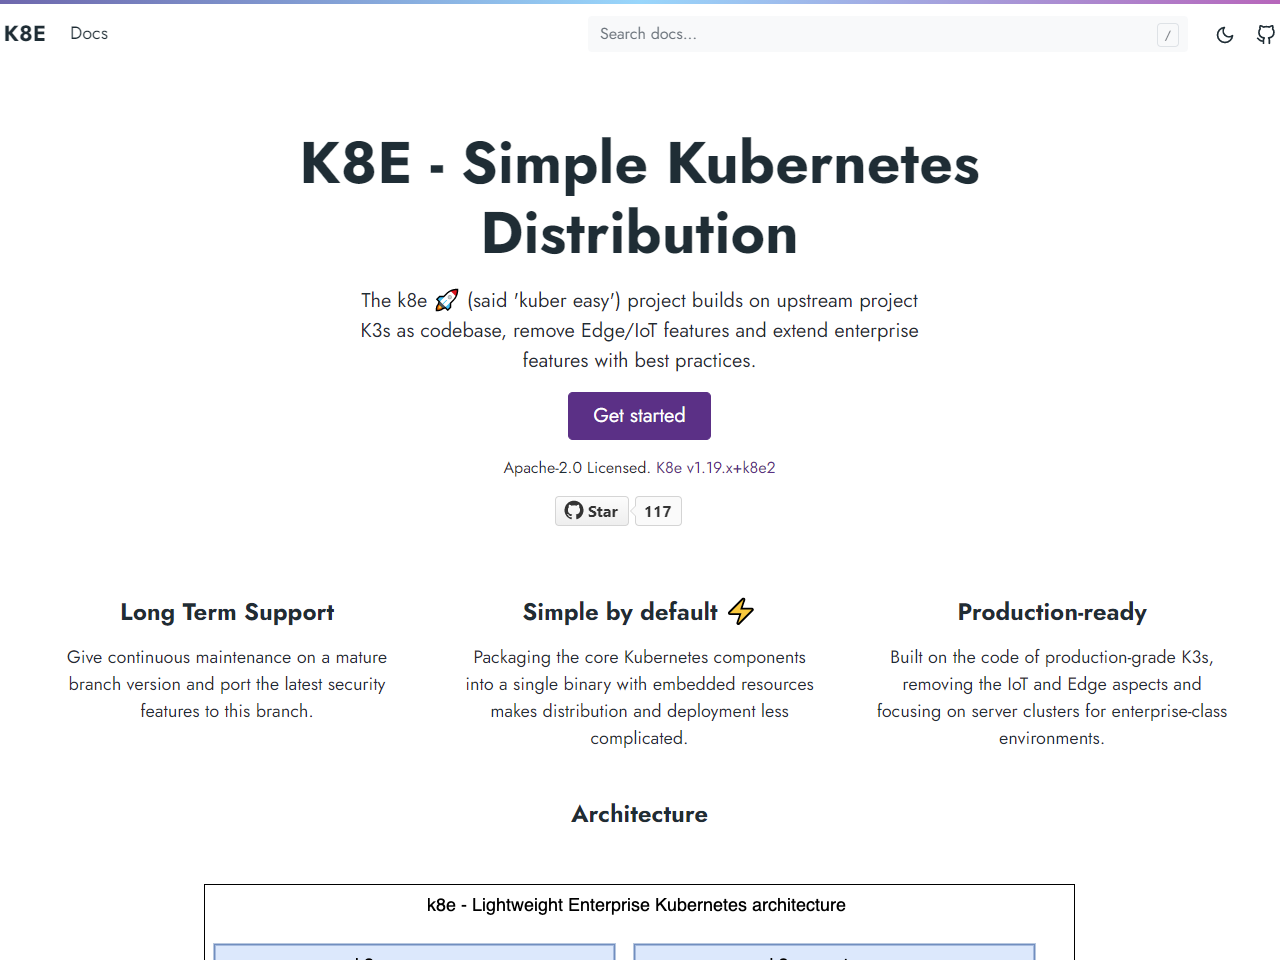 K8E
Docs
Search docs...
/
K8E - Simple Kubernetes
Distribution
The k8e 🚀 (said 'kuber easy') project builds on upstream project
K3s as codebase, remove Edge/IoT features and extend enterprise
features with best practices.
Get started
Apache-2.0 Licensed. K8e v1.19.x+k8e2
Star
117
Long Term Support
Give continuous maintenance on a mature
branch version and port the latest security
features to this branch.
Simple by default ⚡
Packaging the core Kubernetes components
into a single binary with embedded resources
makes distribution and deployment less
complicated.
Production-ready
Built on the code of production-grade K3s,
removing the IoT and Edge aspects and
focusing on server clusters for enterprise-class
environments.
Architecture
k8e - Lightweight Enterprise Kubernetes architecture